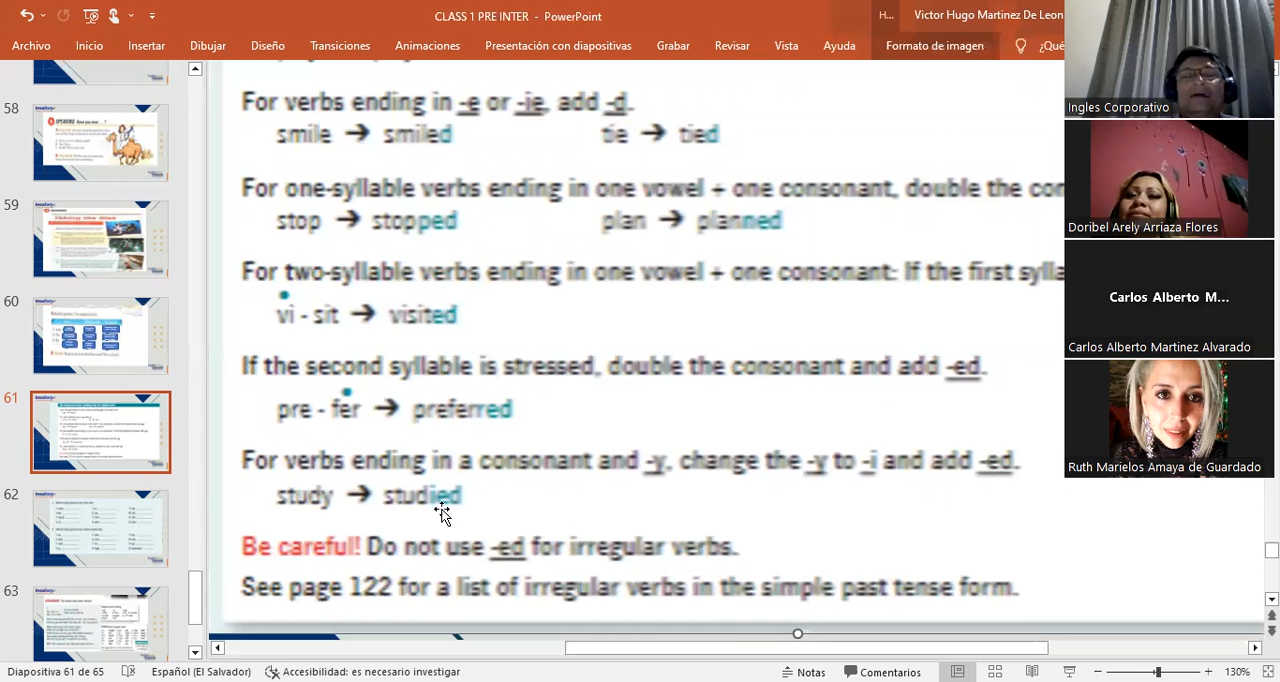 CLASS 1 PRE INTER - PowerPoint
H...
Victor Hugo Martinez De Leon
Archivo Inicio Insertar Dibujar Diseño Transiciones Animaciones Presentación con diapositivas Grabar Revisar Vista Ayuda Formato de imagen ¿Qué
58
59
60
61
62
63
For verbs ending in -e or -ie, add -d.
smile → smiled tie → tied
For one-syllable verbs ending in one vowel + one consonant, double the con
stop → stopped plan → planned
For two-syllable verbs ending in one vowel + one consonant: If the first sylla
vi - sit → visited
If the second syllable is stressed, double the consonant and add -ed.
pre - fer → preferred
For verbs ending in a consonant and -y, change the -y to -i and add -ed.
study → studied
Be careful! Do not use -ed for irregular verbs.
See page 122 for a list of irregular verbs in the simple past tense form.
Ingles Corporativo
Doribel Arely Arriaza Flores
Carlos Alberto M...
Carlos Alberto Martinez Alvarado
Ruth Marielos Amaya de Guardado
Diapositiva 61 de 65 Español (El Salvador) Accesibilidad: es necesario investigar Notas Comentarios 130%